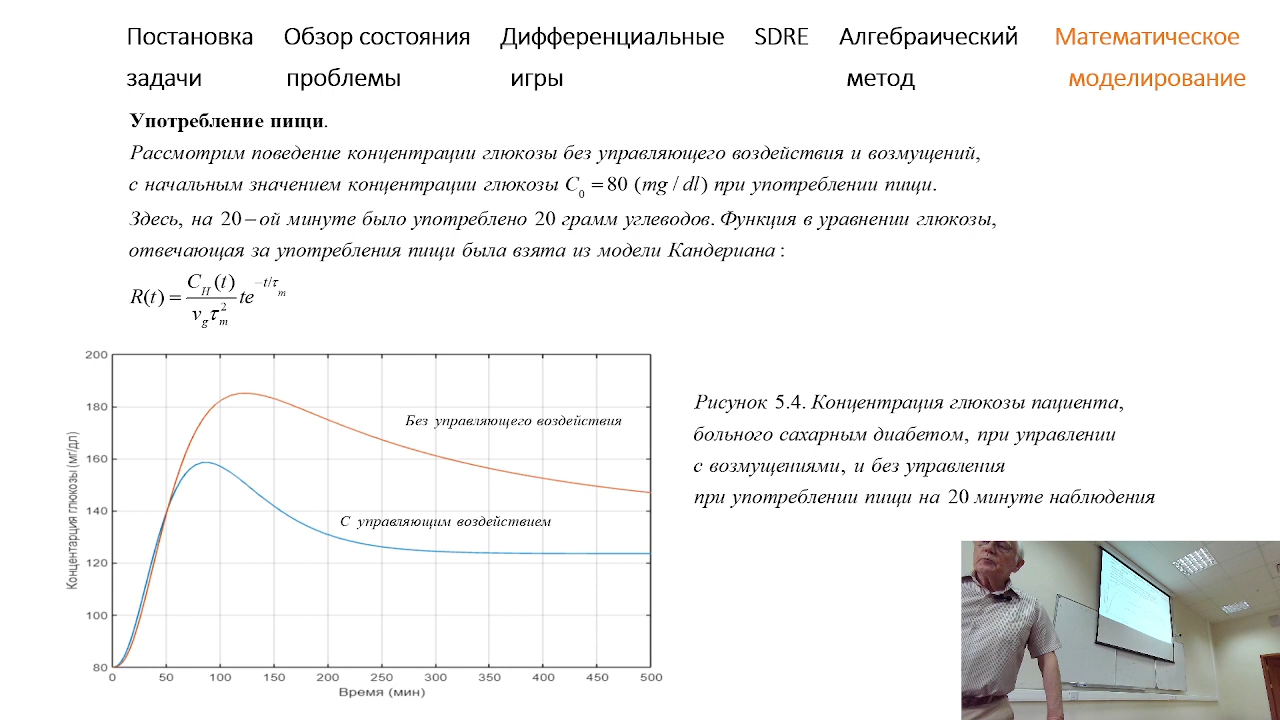 Постановка Обзор состояния Дифференциальные SDRE Алгебраический Математическое
задачи проблемы игры метод моделирование
Употребление пищи.
Рассмотрим поведение концентрации глюкозы без управляющего воздействия и возмущений,
с начальным значением концентрации глюкозы C₀ = 80 (mg / dl) при употреблении пищи.
Здесь, на 20 – ой минуте было употреблено 20 грамм углеводов. Функция в уравнении глюкозы,
отвечающая за употребления пищи была взята из модели Кандериана :
R(t) = C_H(t) / (v_g τ_m^2) te^(–t/τ_m)
200
180
160
140
120
100
80
Концентарция глюкозы (мг/дл)
Без управляющего воздействия
С управляющим воздействием
0 50 100 150 200 250 300 350 400 450 500
Время (мин)
Рисунок 5.4. Концентрация глюкозы пациента,
больного сахарным диабетом, при управлении
с возмущениями, и без управления
при употреблении пищи на 20 минуте наблюдения